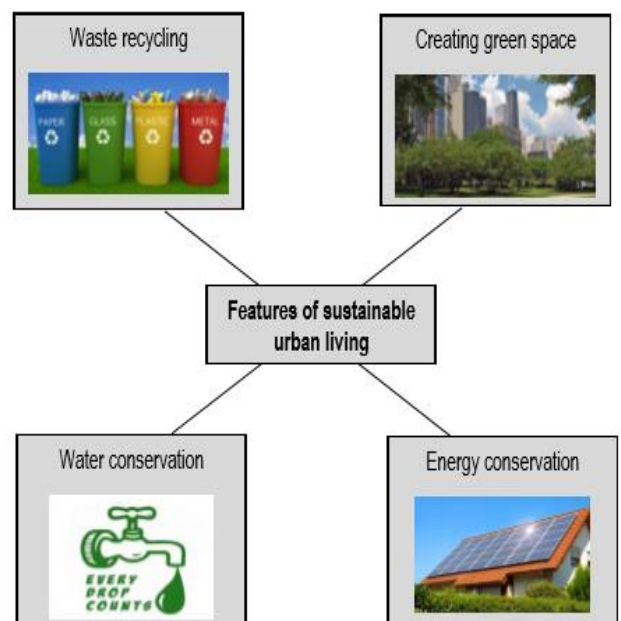 Waste recycling
PAPER
GLASS
PLASTIC
METAL
Creating green space
Features of sustainable
urban living
Water conservation
EVERY
DROP
COUNTS
Energy conservation